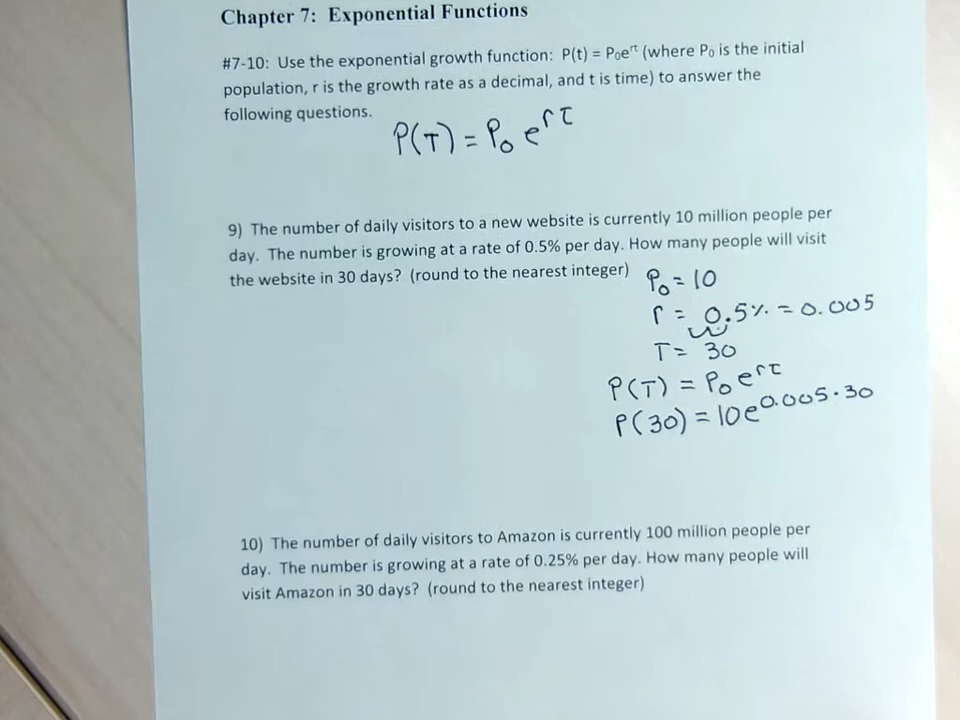 Chapter 7: Exponential Functions
#7-10: Use the exponential growth function: P(t) = P₀eʳᵗ (where P₀ is the initial
population, r is the growth rate as a decimal, and t is time) to answer the
following questions.
P(T) = P₀ e^rt
9) The number of daily visitors to a new website is currently 10 million people per
day. The number is growing at a rate of 0.5% per day. How many people will visit
the website in 30 days? (round to the nearest integer)
P₀ = 10
r = 0.5% = 0.005
T = 30
P(T) = P₀ e^rt
P(30) = 10e^0.005·30
10) The number of daily visitors to Amazon is currently 100 million people per
day. The number is growing at a rate of 0.25% per day. How many people will
visit Amazon in 30 days? (round to the nearest integer)